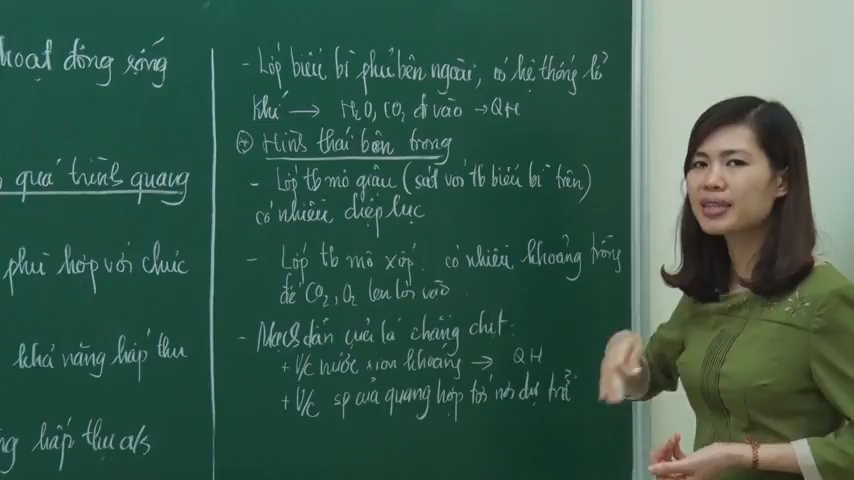 hoạt động sống
quá trình quang
phù hợp với chức
khả năng hấp thu
hấp thụ a/s
- Lớp biểu bì phủ bên ngoài, có hệ thống lỗ
khí → H2O, CO2 đi vào → QH
* Hình thái bên trong
- Lớp tb mô giậu (sát với tb biểu bì trên)
có nhiều diệp lục
- Lớp tb mô xốp: có nhiều khoảng trống
để CO2, O2 len lỏi vào
- Mạch dẫn của lá chằng chịt:
+ V/c nước ion khoáng → QH
+ V/c sp của quang hợp tới nơi dự trữ